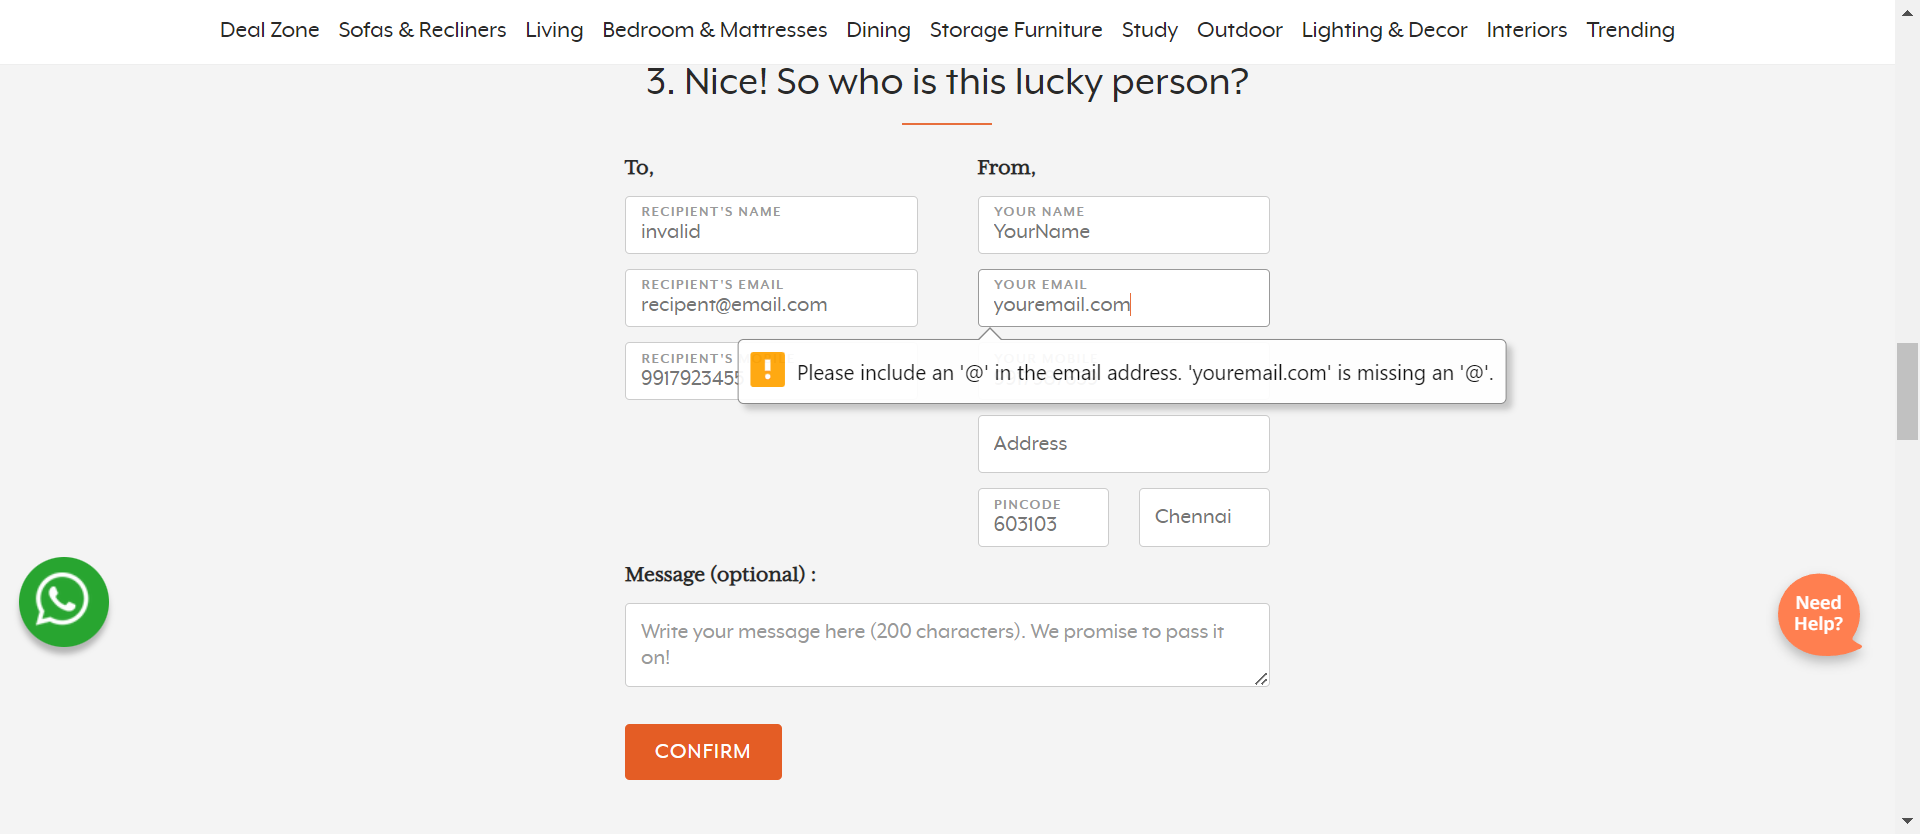 Deal Zone Sofas & Recliners Living Bedroom & Mattresses Dining Storage Furniture Study Outdoor Lighting & Decor Interiors Trending
3. Nice! So who is this lucky person?
To,
RECIPIENT'S NAME
invalid
RECIPIENT'S EMAIL
recipent@email.com
RECIPIENT'S
991792345
From,
YOUR NAME
YourName
YOUR EMAIL
youremail.com
Please include an '@' in the email address. 'youremail.com' is missing an '@'.
YOUR MOBILE
Address
PINCODE
603103
Chennai
Message (optional) :
Write your message here (200 characters). We promise to pass it
on!
CONFIRM
Need
Help?